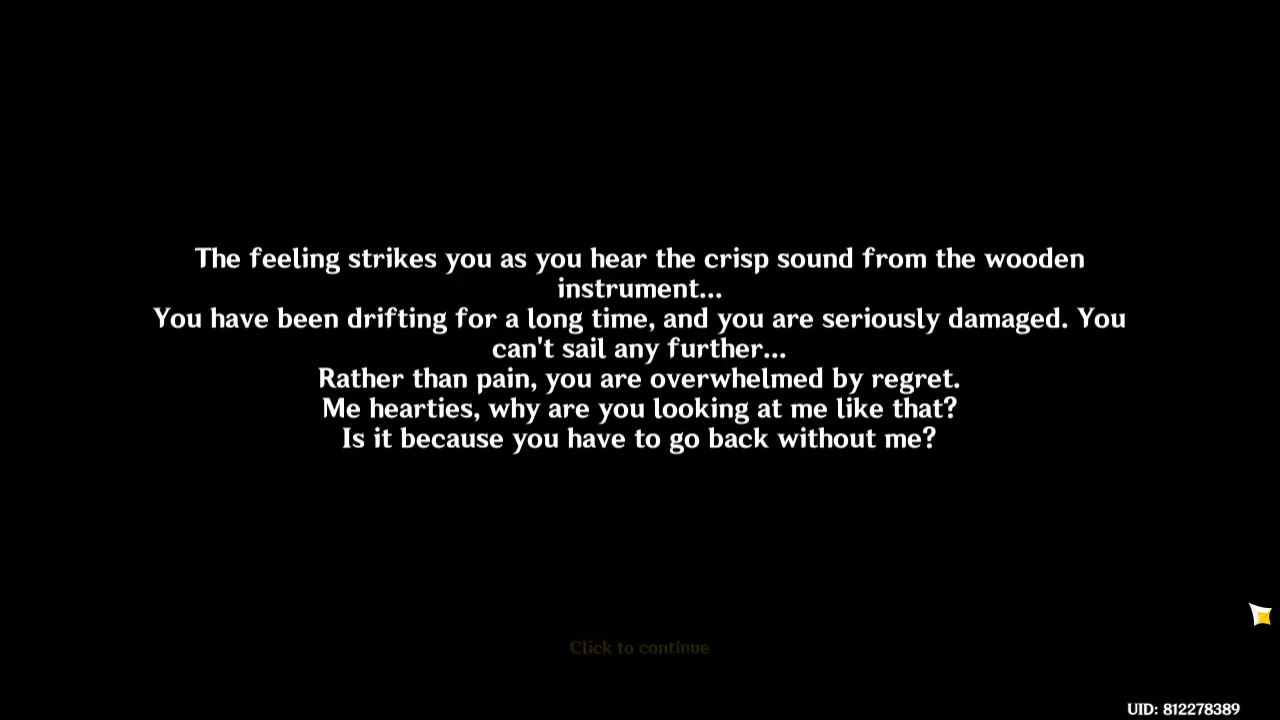 The feeling strikes you as you hear the crisp sound from the wooden
instrument...
You have been drifting for a long time, and you are seriously damaged. You
can't sail any further...
Rather than pain, you are overwhelmed by regret.
Me hearties, why are you looking at me like that?
Is it because you have to go back without me?
Click to continue
UID: 812278389